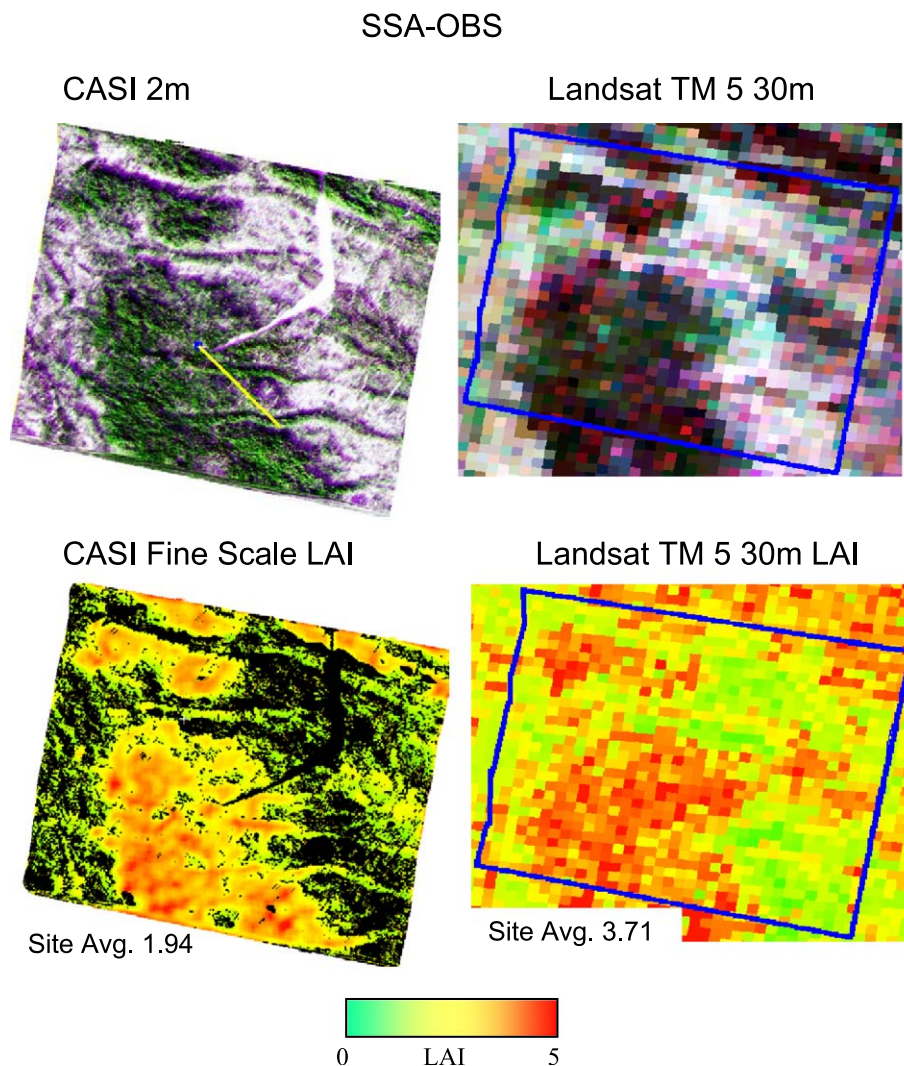 SSA-OBS
CASI 2m
Landsat TM 5 30m
CASI Fine Scale LAI
Landsat TM 5 30m LAI
Site Avg. 1.94
Site Avg. 3.71
0 LAI 5